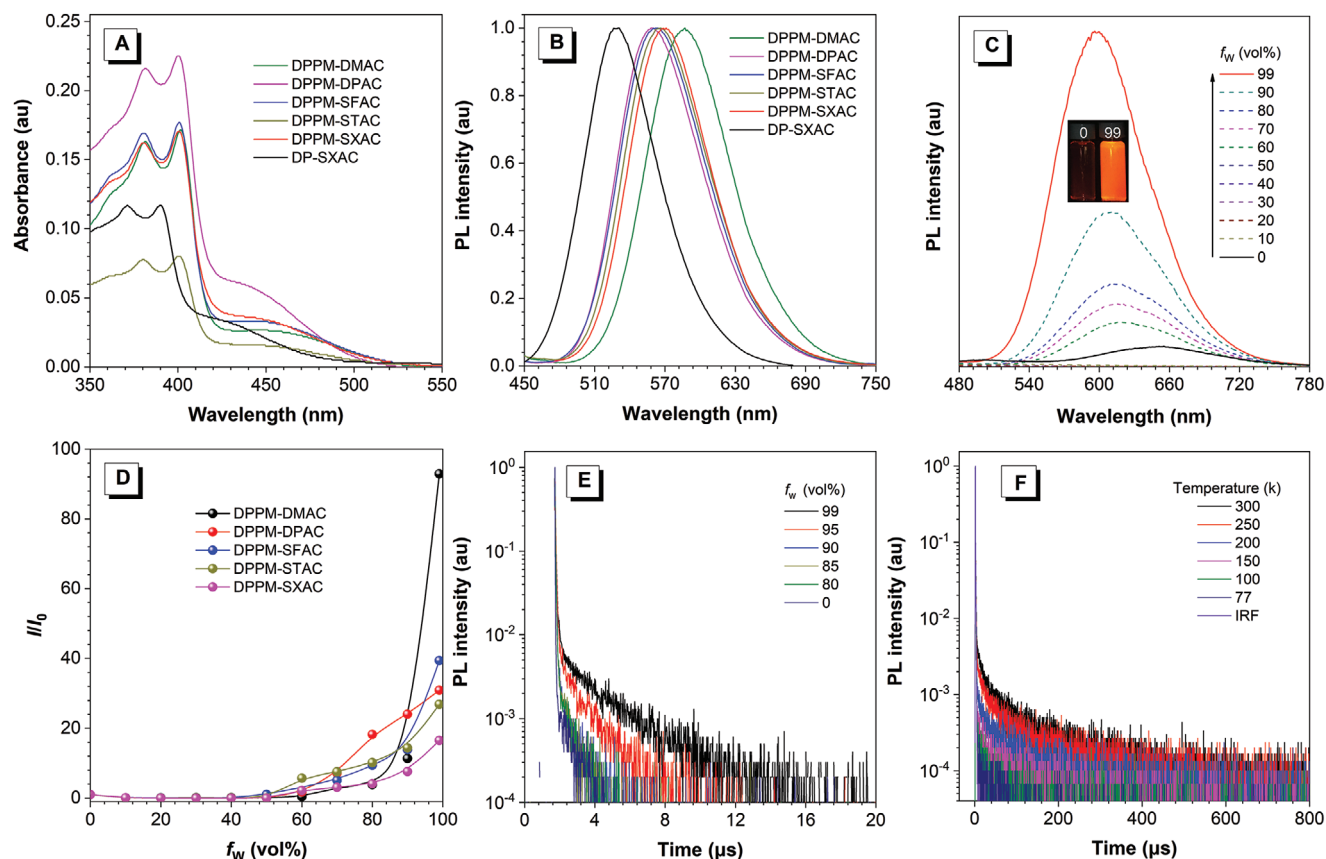 A
Absorbance (au)
0.25
0.20
0.15
0.10
0.05
0.00
DPPM-DMAC
DPPM-DPAC
DPPM-SFAC
DPPM-STAC
DPPM-SXAC
DP-SXAC
350 400 450 500 550
Wavelength (nm)
B
PL intensity (au)
1.0
0.8
0.6
0.4
0.2
0.0
DPPM-DMAC
DPPM-DPAC
DPPM-SFAC
DPPM-STAC
DPPM-SXAC
DP-SXAC
450 510 570 630 690 750
Wavelength (nm)
C
PL intensity (au)
fw (vol%)
99
90
80
70
60
50
40
30
20
10
0
0 99
480 540 600 660 720 780
Wavelength (nm)
D
I/I0
100
80
60
40
20
0
DPPM-DMAC
DPPM-DPAC
DPPM-SFAC
DPPM-STAC
DPPM-SXAC
0 20 40 60 80 100
fw (vol%)
E
PL intensity (au)
10^0
10^-1
10^-2
10^-3
10^-4
fw (vol%)
99
95
90
85
80
0
4 8 12 16 20
Time (μs)
F
PL intensity (au)
10^0
10^-1
10^-2
10^-3
10^-4
Temperature (k)
300
250
200
150
100
77
IRF
0 200 400 600 800
Time (μs)